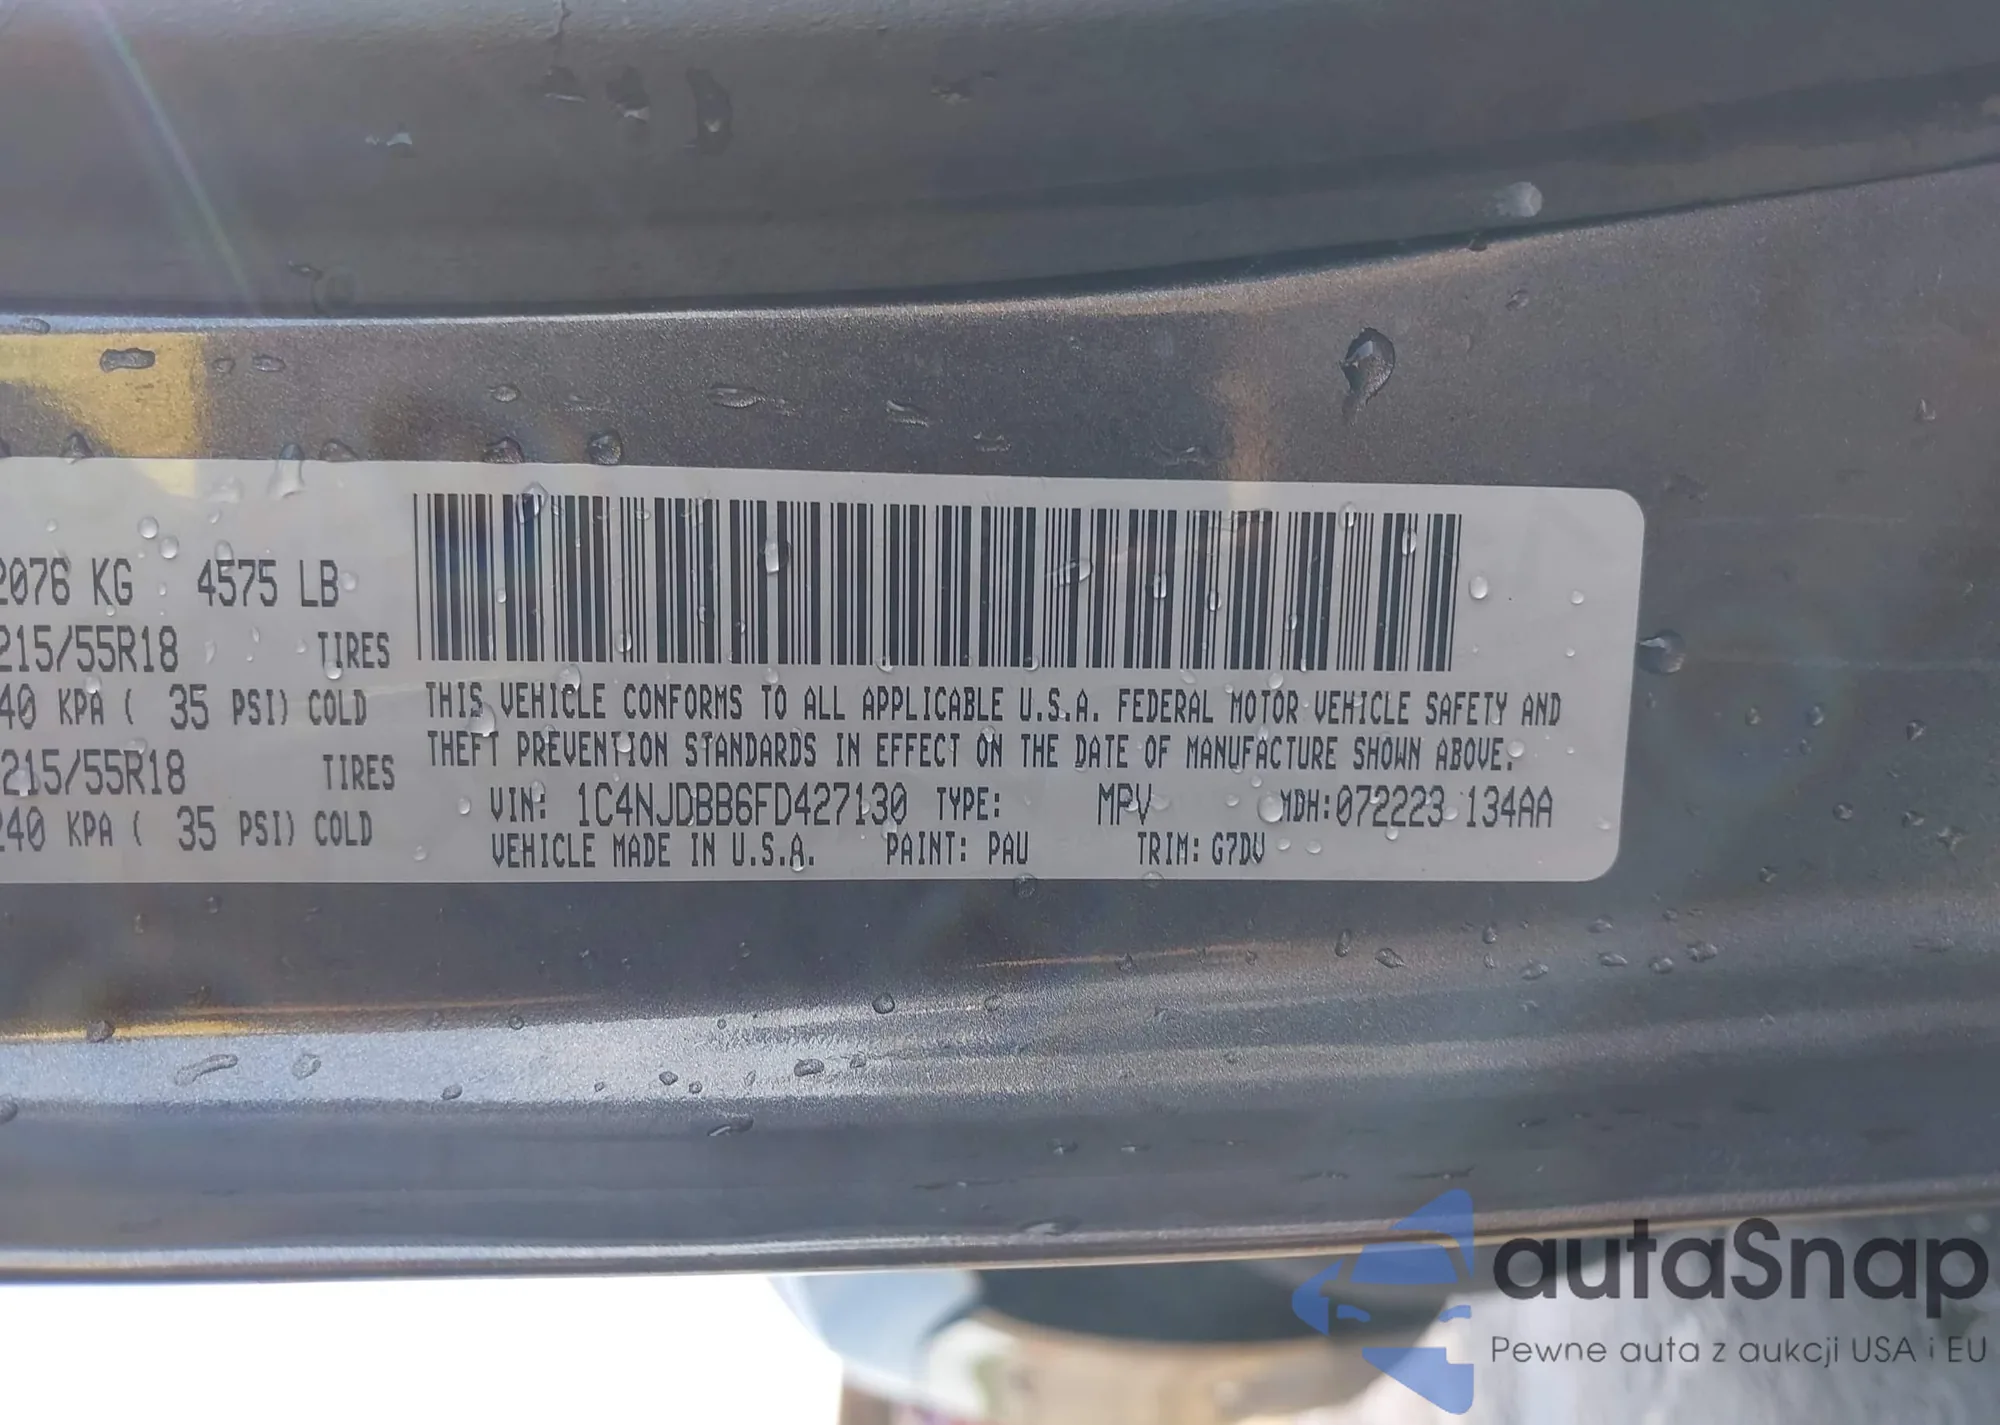 2076 KG 4575 LB
215/55R18 TIRES
40 KPA ( 35 PSI) COLD
215/55R18 TIRES
240 KPA ( 35 PSI) COLD
THIS VEHICLE CONFORMS TO ALL APPLICABLE U.S.A. FEDERAL MOTOR VEHICLE SAFETY AND
THEFT PREVENTION STANDARDS IN EFFECT ON THE DATE OF MANUFACTURE SHOWN ABOVE.
VIN: 1C4NJDBB6FD427130 TYPE: MPV MDH:072223 134AA
VEHICLE MADE IN U.S.A. PAINT: PAU TRIM: G7DV
autaSnap
Pewne auta z aukcji USA i EU